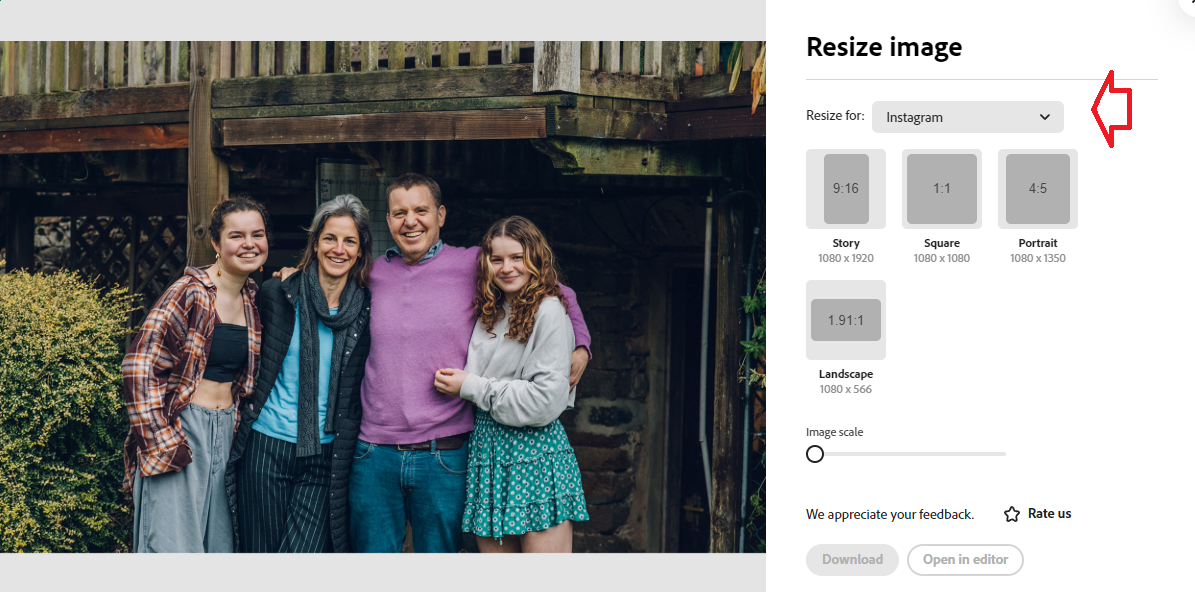 Resize image
Resize for: Instagram
9:16 1:1 4:5
Story Square Portrait
1080 x 1920 1080 x 1080 1080 x 1350
1.91:1
Landscape
1080 x 566
Image scale
We appreciate your feedback. Rate us
Download Open in editor